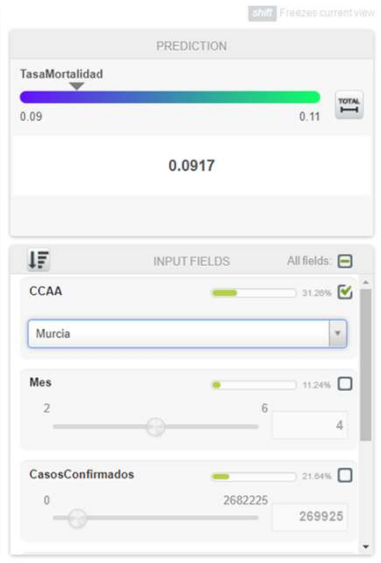 shift Freezes current view
PREDICTION
TasaMortalidad
TOTAL
0.09 0.11
0.0917
INPUT FIELDS All fields:
CCAA 31.26%
Murcia
Mes 11.24%
2 6
4
CasosConfirmados 21.64%
0 2682225
269925